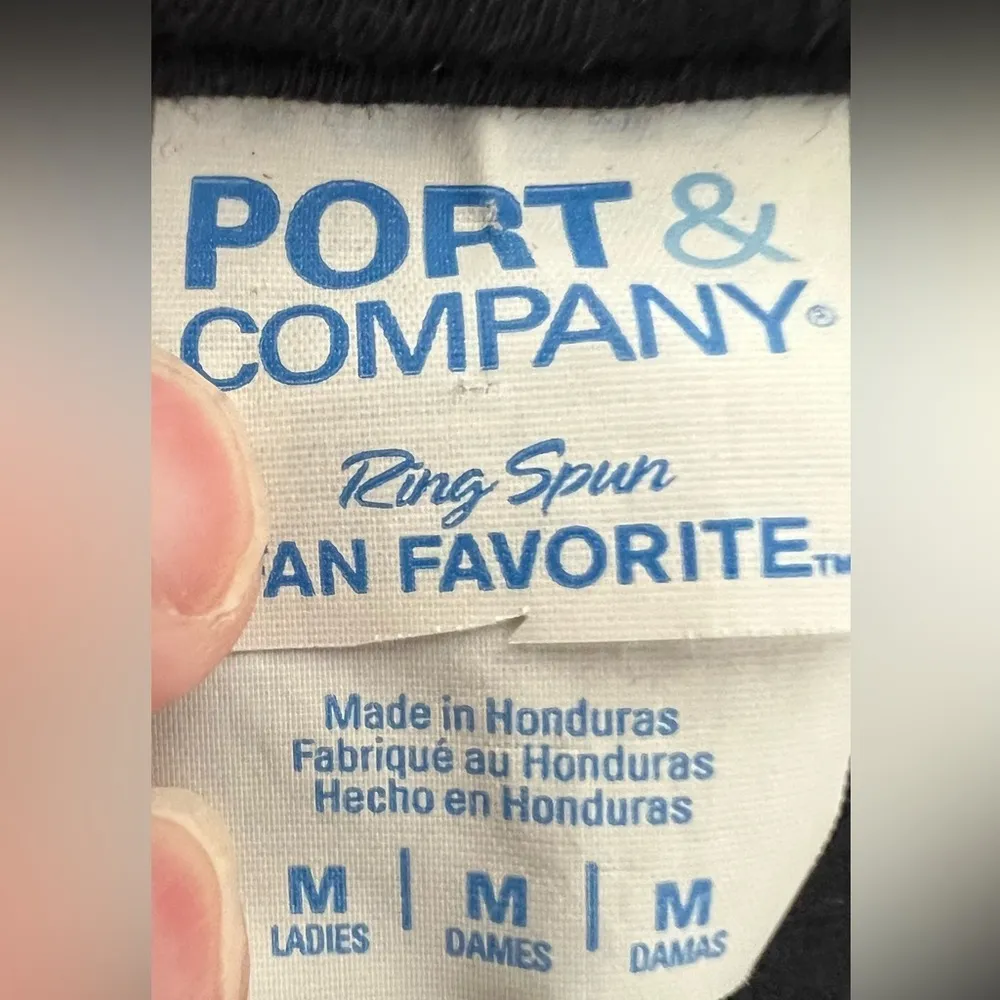 PORT &
COMPANY®
Ring Spun
FAN FAVORITE™
Made in Honduras
Fabriqué au Honduras
Hecho en Honduras
M | M | M
LADIES DAMES DAMAS